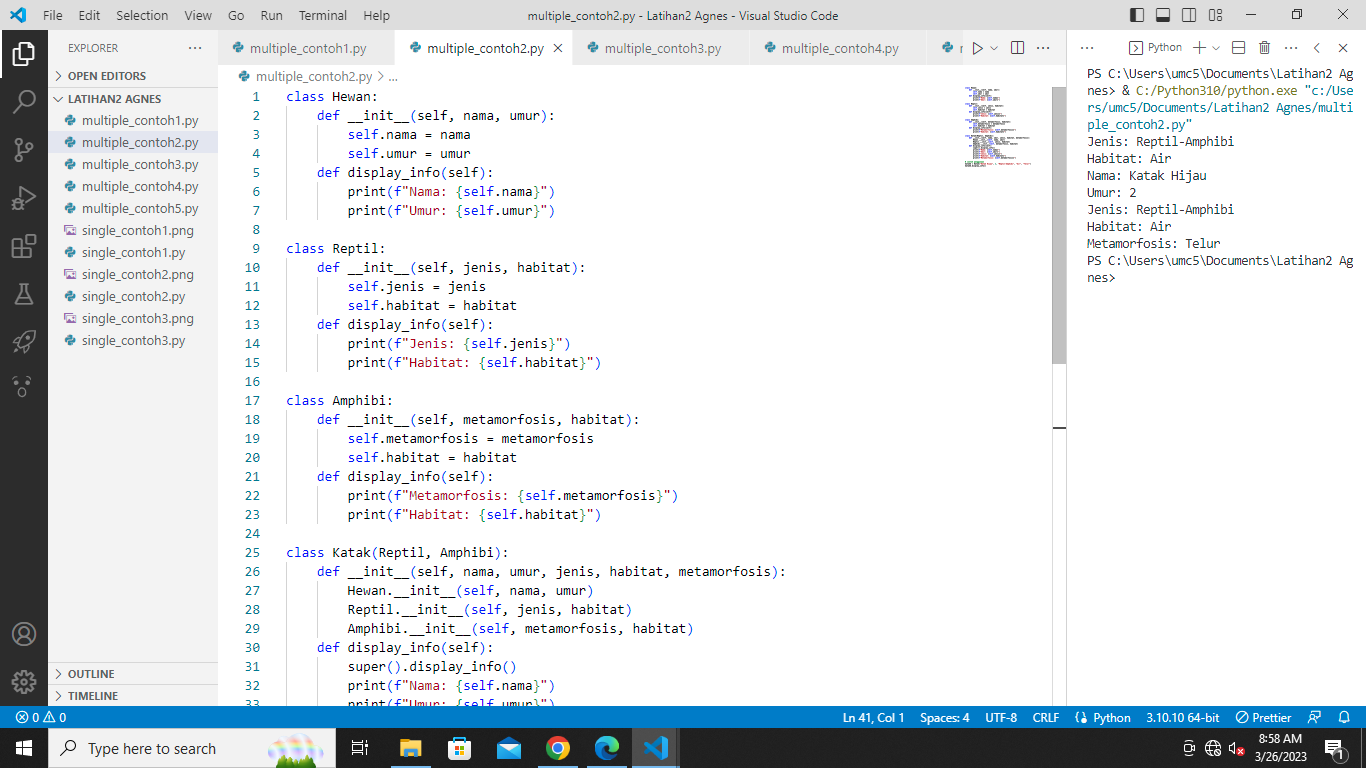 File Edit Selection View Go Run Terminal Help
multiple_contoh2.py - Latihan2 Agnes - Visual Studio Code
EXPLORER
OPEN EDITORS
LATIHAN2 AGNES
multiple_contoh1.py
multiple_contoh2.py
multiple_contoh3.py
multiple_contoh4.py
multiple_contoh5.py
single_contoh1.png
single_contoh1.py
single_contoh2.png
single_contoh2.py
single_contoh3.png
single_contoh3.py
OUTLINE
TIMELINE
multiple_contoh1.py multiple_contoh2.py multiple_contoh3.py multiple_contoh4.py
multiple_contoh2.py > ...
1 class Hewan:
2 def __init__(self, nama, umur):
3 self.nama = nama
4 self.umur = umur
5 def display_info(self):
6 print(f"Nama: {self.nama}")
7 print(f"Umur: {self.umur}")
8
9 class Reptil:
10 def __init__(self, jenis, habitat):
11 self.jenis = jenis
12 self.habitat = habitat
13 def display_info(self):
14 print(f"Jenis: {self.jenis}")
15 print(f"Habitat: {self.habitat}")
16
17 class Amphibi:
18 def __init__(self, metamorfosis, habitat):
19 self.metamorfosis = metamorfosis
20 self.habitat = habitat
21 def display_info(self):
22 print(f"Metamorfosis: {self.metamorfosis}")
23 print(f"Habitat: {self.habitat}")
24
25 class Katak(Reptil, Amphibi):
26 def __init__(self, nama, umur, jenis, habitat, metamorfosis):
27 Hewan.__init__(self, nama, umur)
28 Reptil.__init__(self, jenis, habitat)
29 Amphibi.__init__(self, metamorfosis, habitat)
30 def display_info(self):
31 super().display_info()
32 print(f"Nama: {self.nama}")
33 print(f"Umur: {self.umur}")
Python
PS C:\Users\umc5\Documents\Latihan2 Ag
nes> & C:/Python310/python.exe "c:/Use
rs/umc5/Documents/Latihan2 Agnes/multi
ple_contoh2.py"
Jenis: Reptil-Amphibi
Habitat: Air
Nama: Katak Hijau
Umur: 2
Jenis: Reptil-Amphibi
Habitat: Air
Metamorfosis: Telur
PS C:\Users\umc5\Documents\Latihan2 Ag
nes>
0 0 Ln 41, Col 1 Spaces: 4 UTF-8 CRLF Python 3.10.10 64-bit Prettier
Type here to search
8:58 AM
3/26/2023
1